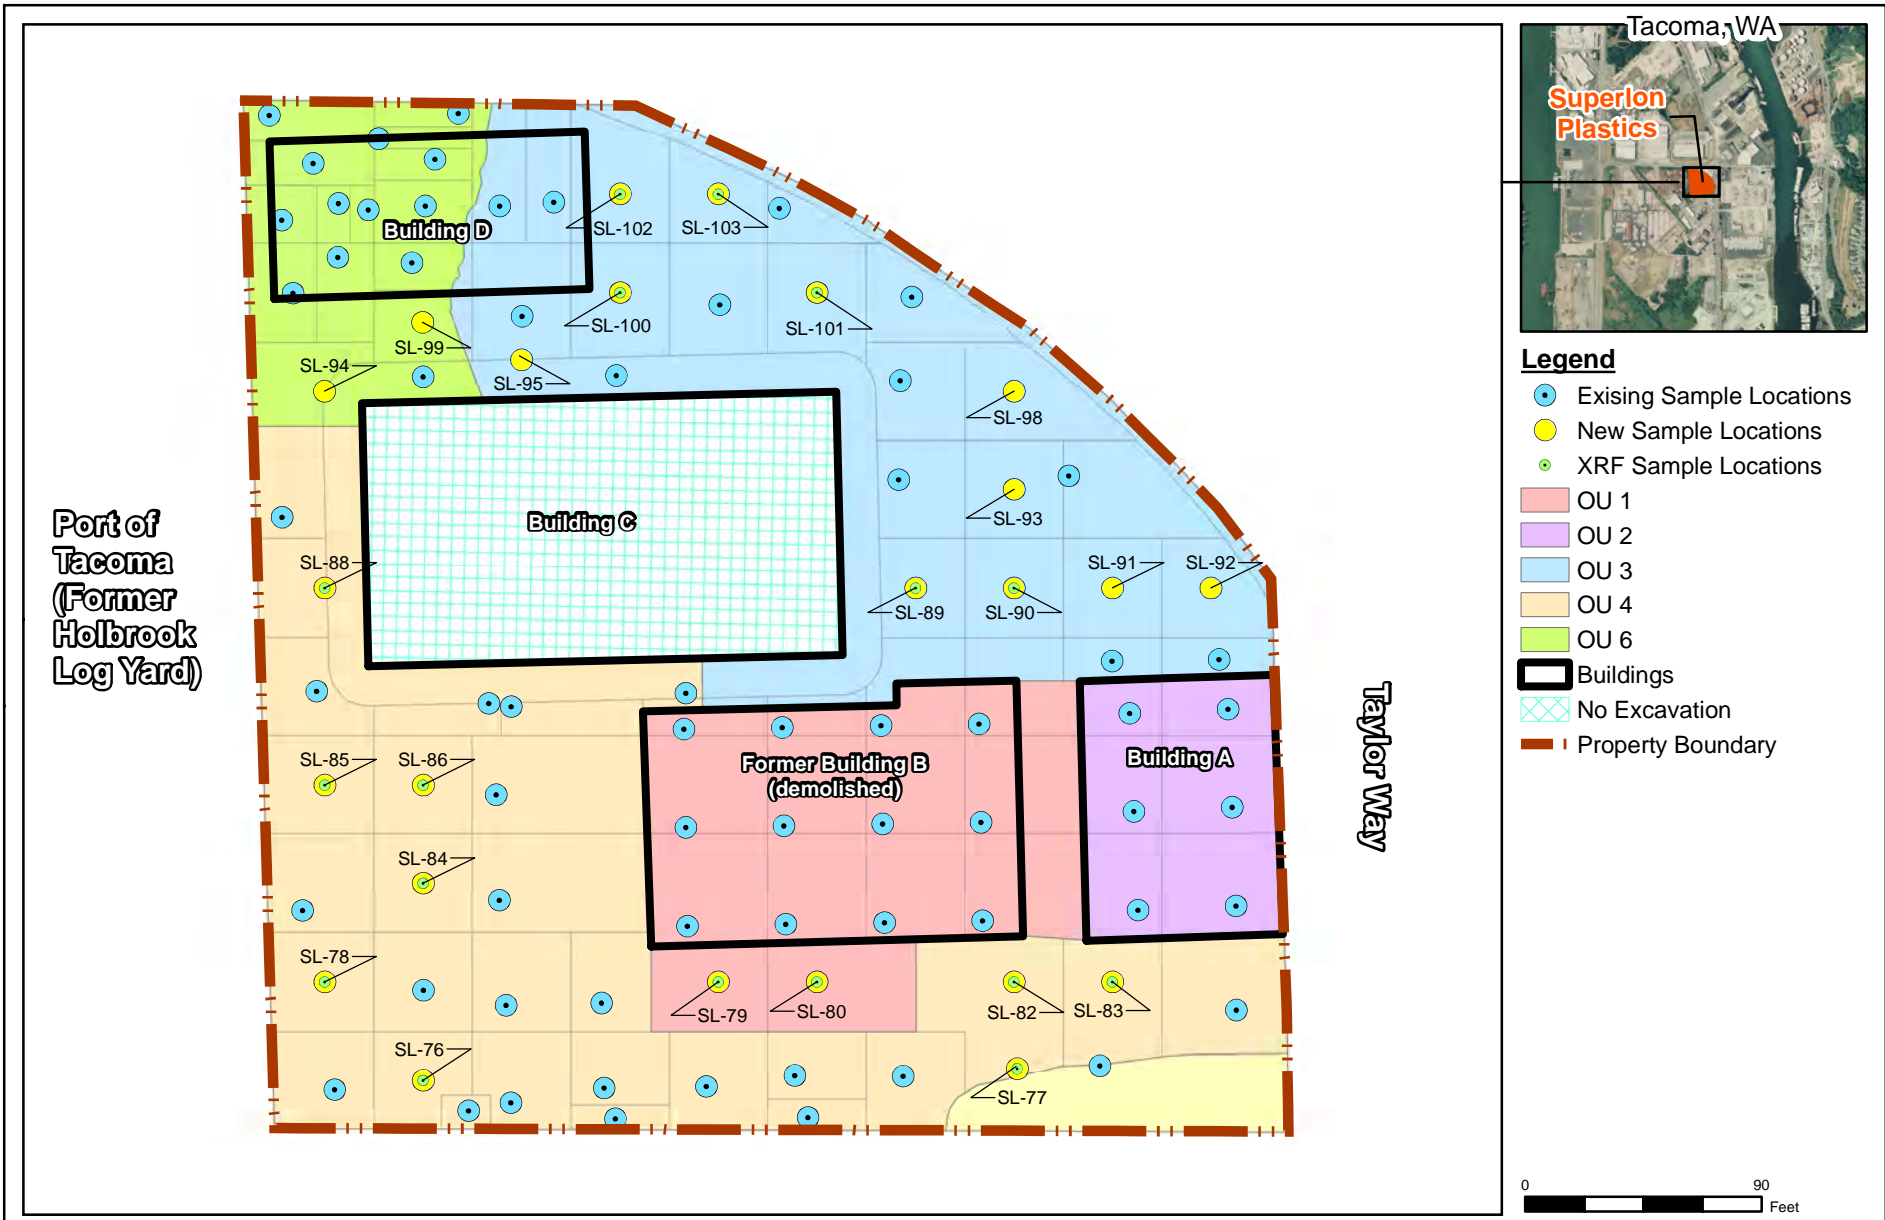 Tacoma, WA
Superlon
Plastics
Building D
SL-102
SL-103
SL-100
SL-101
SL-99
SL-94
SL-95
SL-98
Building C
SL-93
Port of
Tacoma
(Former
Holbrook
Log Yard)
SL-88
SL-91
SL-92
SL-89
SL-90
Taylor Way
SL-85
SL-86
Former Building B
(demolished)
Building A
SL-84
SL-78
SL-79
SL-80
SL-82
SL-83
SL-76
SL-77
Legend
Exising Sample Locations
New Sample Locations
XRF Sample Locations
OU 1
OU 2
OU 3
OU 4
OU 6
Buildings
No Excavation
Property Boundary
0
90
Feet